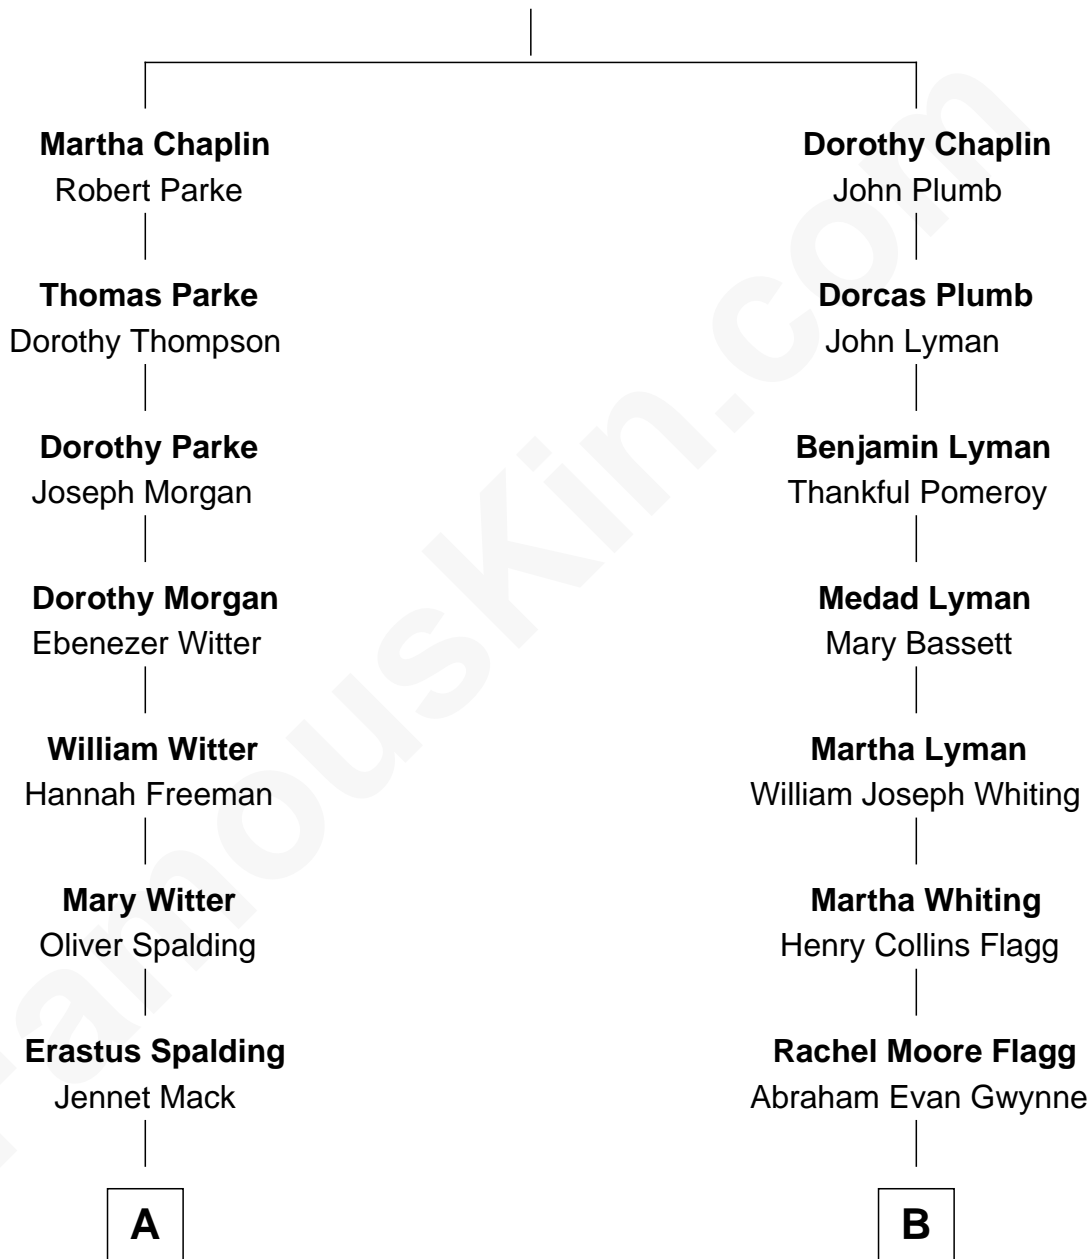 Martha Chaplin
Robert Parke
Dorothy Chaplin
John Plumb
Thomas Parke
Dorothy Thompson
Dorcas Plumb
John Lyman
Dorothy Parke
Joseph Morgan
Benjamin Lyman
Thankful Pomeroy
Dorothy Morgan
Ebenezer Witter
Medad Lyman
Mary Bassett
William Witter
Hannah Freeman
Martha Lyman
William Joseph Whiting
Mary Witter
Oliver Spalding
Martha Whiting
Henry Collins Flagg
Erastus Spalding
Jennet Mack
Rachel Moore Flagg
Abraham Evan Gwynne
A
B
FamousKin.com